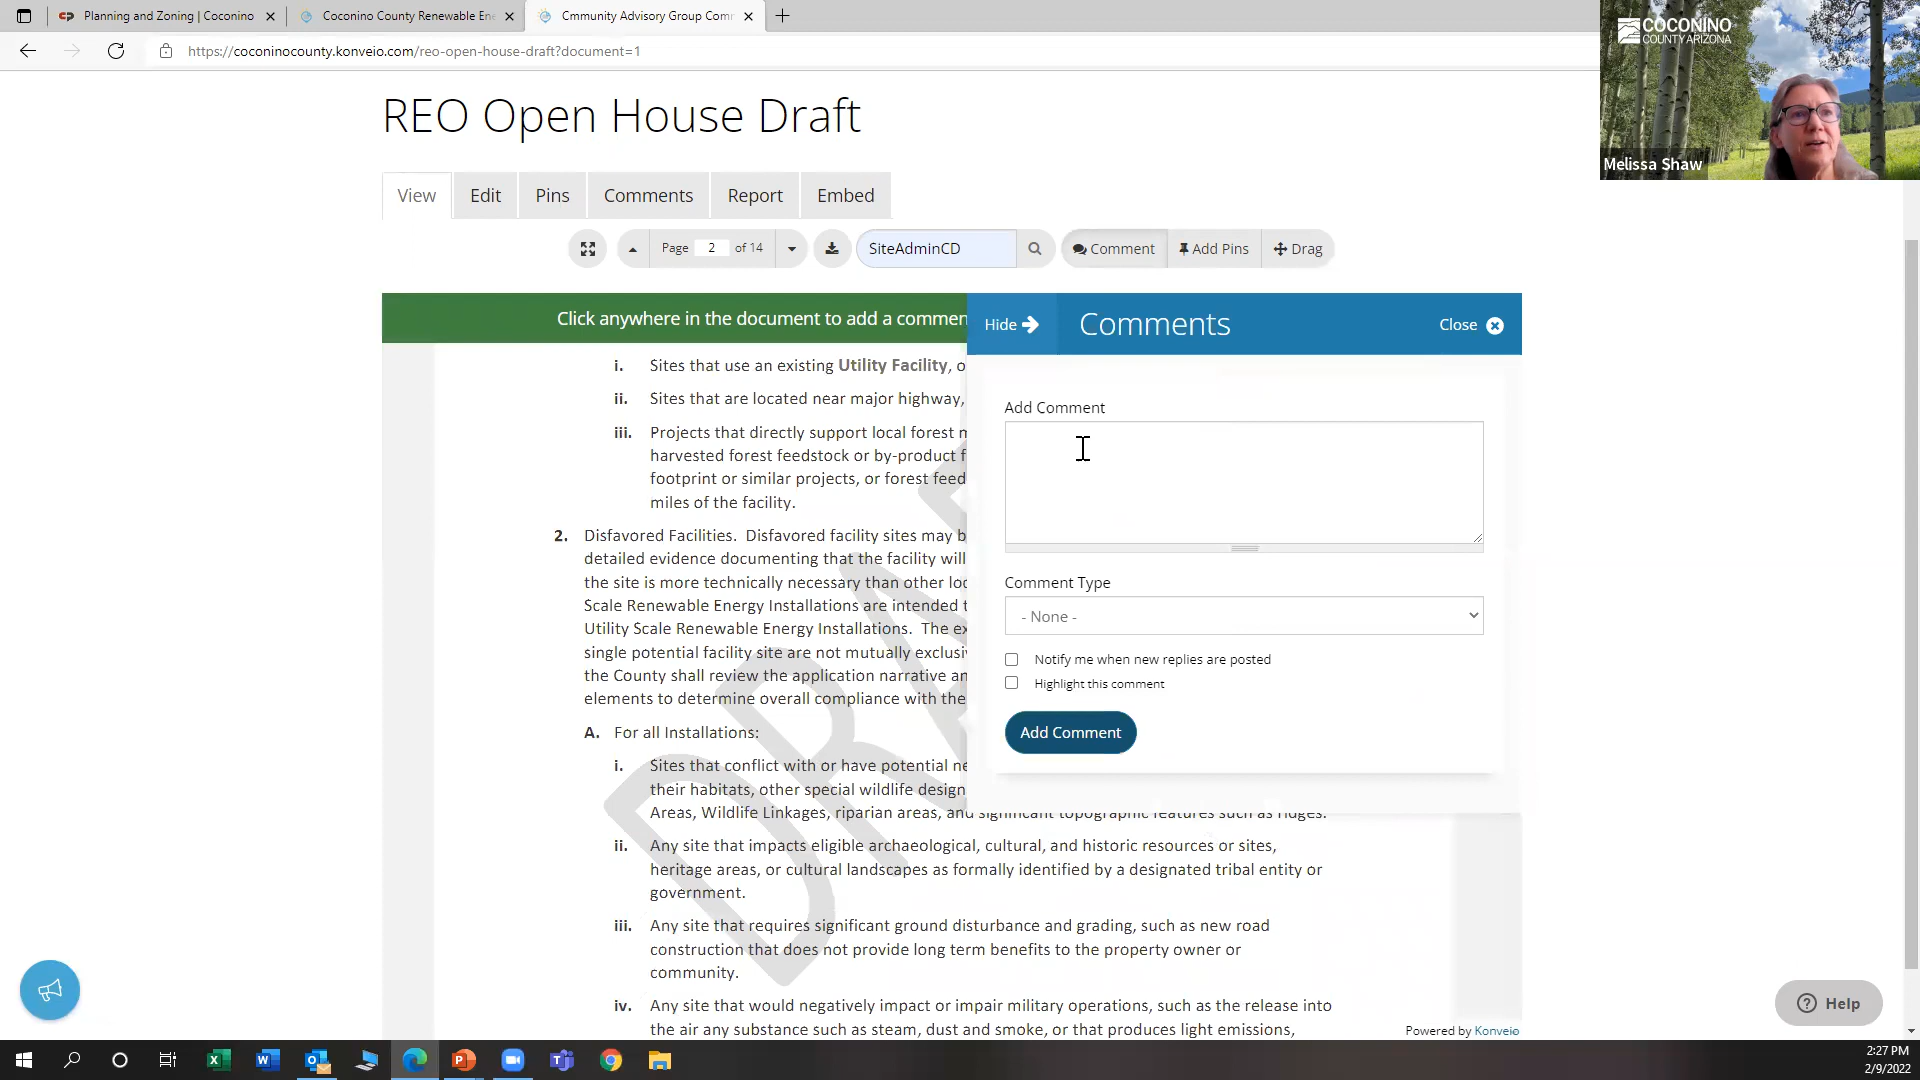 Planning and Zoning | Coconino
Coconino County Renewable Ene
Cmmunity Advisory Group Com
https://coconinocounty.konveio.com/reo-open-house-draft?document=1
COCONINO
COUNTY ARIZONA
Melissa Shaw
REO Open House Draft
View Edit Pins Comments Report Embed
Page 2 of 14 SiteAdminCD Comment Add Pins Drag
Click anywhere in the document to add a commen
Hide Comments Close
i. Sites that use an existing Utility Facility, o
ii. Sites that are located near major highway,
iii. Projects that directly support local forest m
harvested forest feedstock or by-product f
footprint or similar projects, or forest feed
miles of the facility.
2. Disfavored Facilities. Disfavored facility sites may b
detailed evidence documenting that the facility will
the site is more technically necessary than other loc
Scale Renewable Energy Installations are intended t
Utility Scale Renewable Energy Installations. The ex
single potential facility site are not mutually exclusiv
the County shall review the application narrative an
elements to determine overall compliance with the
Add Comment
Comment Type
- None -
Notify me when new replies are posted
Highlight this comment
Add Comment
A. For all Installations:
i. Sites that conflict with or have potential ne
their habitats, other special wildlife design
Areas, Wildlife Linkages, riparian areas, and significant topographic features such as ridges.
ii. Any site that impacts eligible archaeological, cultural, and historic resources or sites,
heritage areas, or cultural landscapes as formally identified by a designated tribal entity or
government.
iii. Any site that requires significant ground disturbance and grading, such as new road
construction that does not provide long term benefits to the property owner or
community.
iv. Any site that would negatively impact or impair military operations, such as the release into
the air any substance such as steam, dust and smoke, or that produces light emissions,
DRA
Powered by Konveio
Help
2:27 PM
2/9/2022